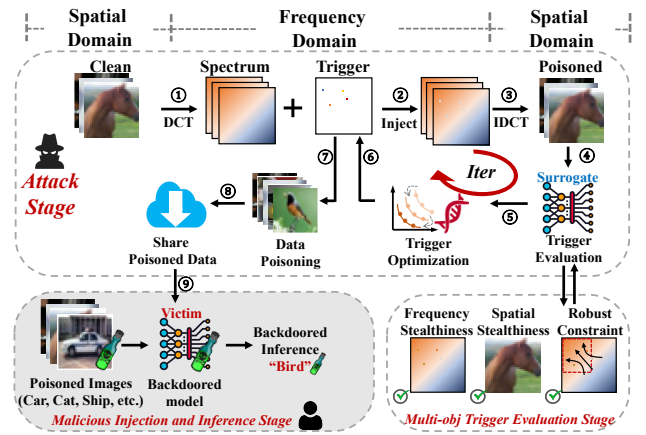 Spatial Domain
Frequency Domain
Spatial Domain
Clean
Spectrum
Trigger
Poisoned
①
DCT
+
②
Inject
③
IDCT
④
Attack Stage
⑦
⑥
Iter
Surrogate
⑧
⑤
Share Poisoned Data
Data Poisoning
Trigger Optimization
Trigger Evaluation
⑨
Victim
Backdoored Inference
“Bird”
Poisoned Images
(Car, Cat, Ship, etc.)
Backdoored model
Malicious Injection and Inference Stage
Frequency Stealthiness
Spatial Stealthiness
Robust Constraint
Multi-obj Trigger Evaluation Stage